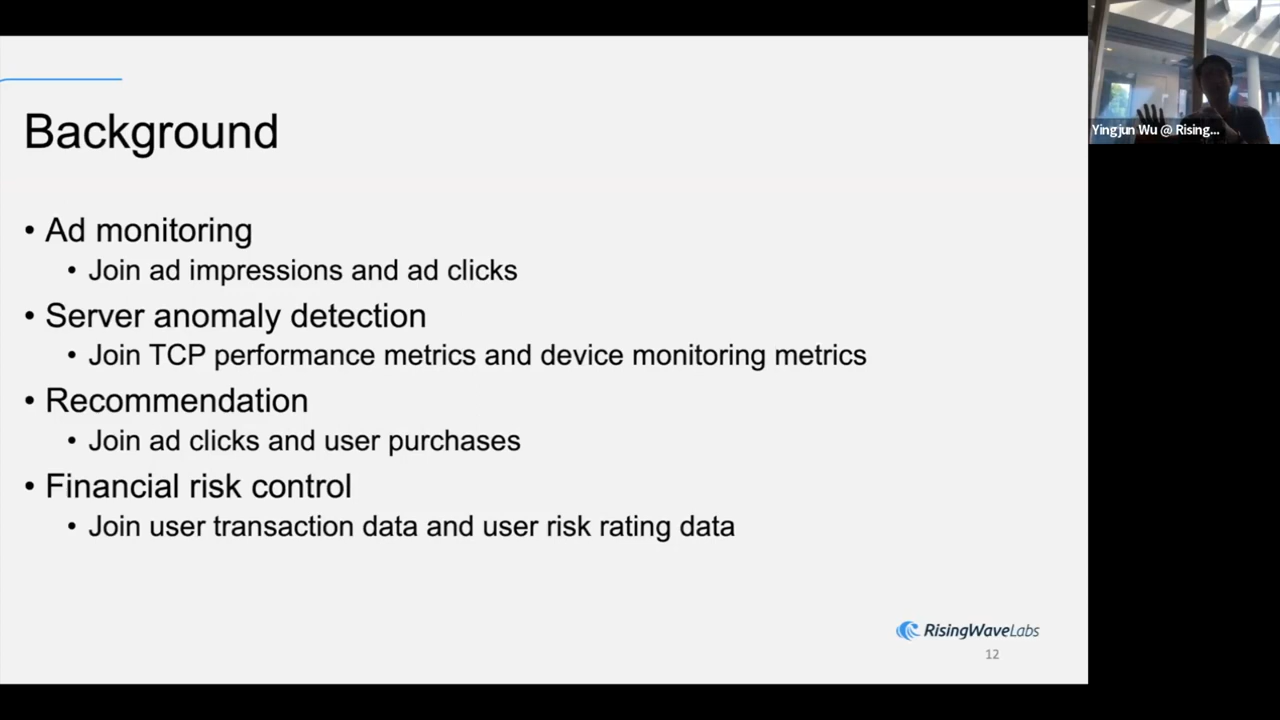 Background
• Ad monitoring
• Join ad impressions and ad clicks
• Server anomaly detection
• Join TCP performance metrics and device monitoring metrics
• Recommendation
• Join ad clicks and user purchases
• Financial risk control
• Join user transaction data and user risk rating data
RisingWaveLabs
12
Yingjun Wu @ Rising...